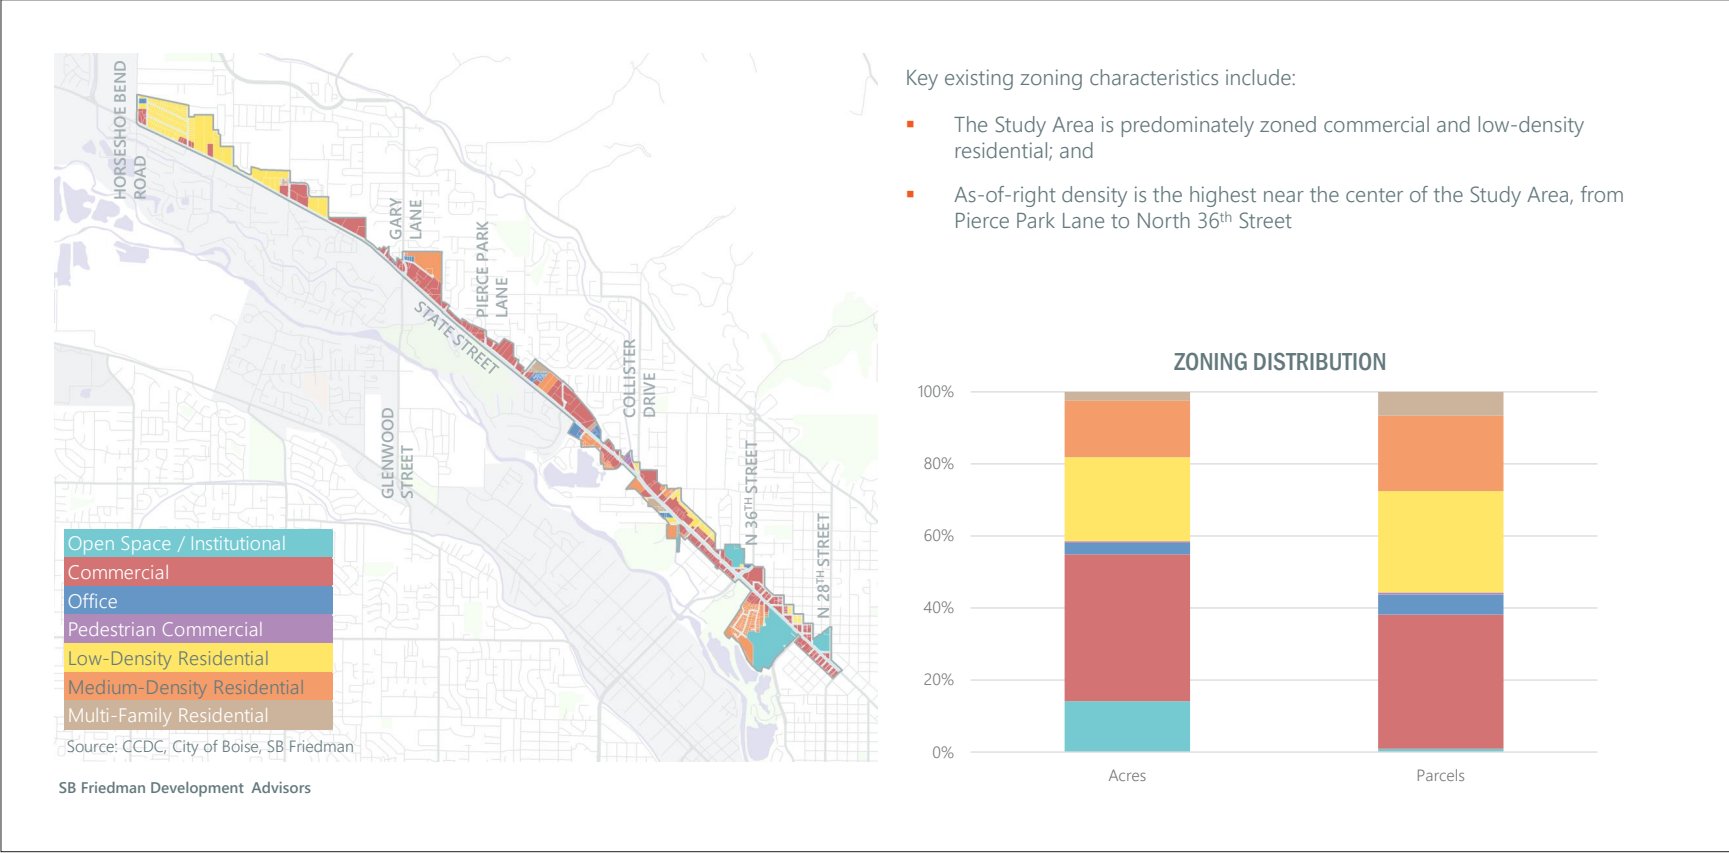 HORSESHOE BEND
ROAD
GARY
LANE
PIERCE PARK
LANE
STATE STREET
COLLISTER
DRIVE
GLENWOOD
STREET
N 36TH STREET
N 28TH STREET
Open Space / Institutional
Commercial
Office
Pedestrian Commercial
Low-Density Residential
Medium-Density Residential
Multi-Family Residential
Source: CCDC, City of Boise, SB Friedman
SB Friedman Development Advisors
Key existing zoning characteristics include:
▪ The Study Area is predominately zoned commercial and low-density
residential; and
▪ As-of-right density is the highest near the center of the Study Area, from
Pierce Park Lane to North 36th Street
ZONING DISTRIBUTION
100%
80%
60%
40%
20%
0%
Acres
Parcels